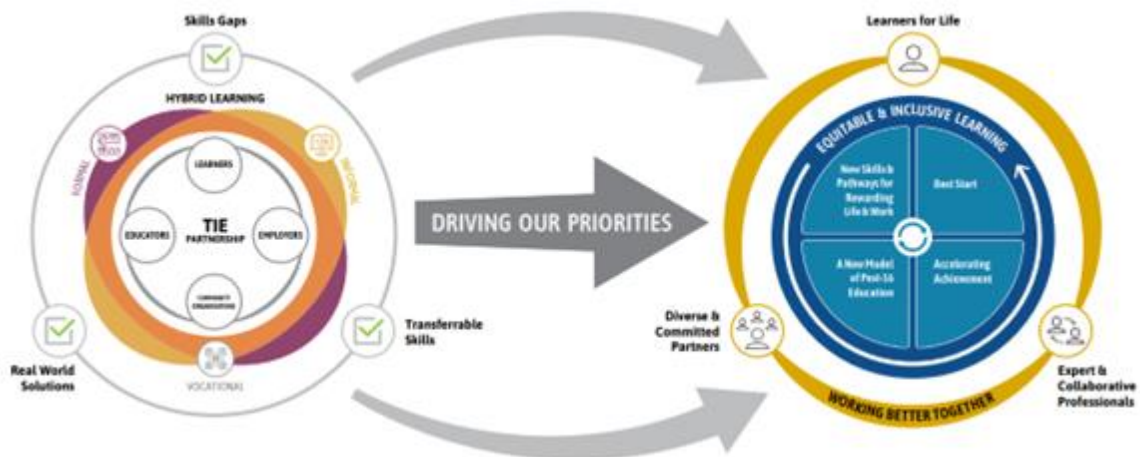 Skills Gaps
HYBRID LEARNING
FORMAL
INFORMAL
LEARNERS
EDUCATORS
TIE
PARTNERSHIP
EMPLOYERS
COMMUNITY
ORGANISATIONS
VOCATIONAL
Real World
Solutions
Transferrable
Skills
DRIVING OUR PRIORITIES
Learners for Life
EQUITABLE & INCLUSIVE LEARNING
New Skills &
Pathways for
Rewarding
Life & Work
Best Start
A New Model
of Post-16
Education
Accelerating
Achievement
Diverse &
Committed
Partners
Expert &
Collaborative
Professionals
WORKING BETTER TOGETHER